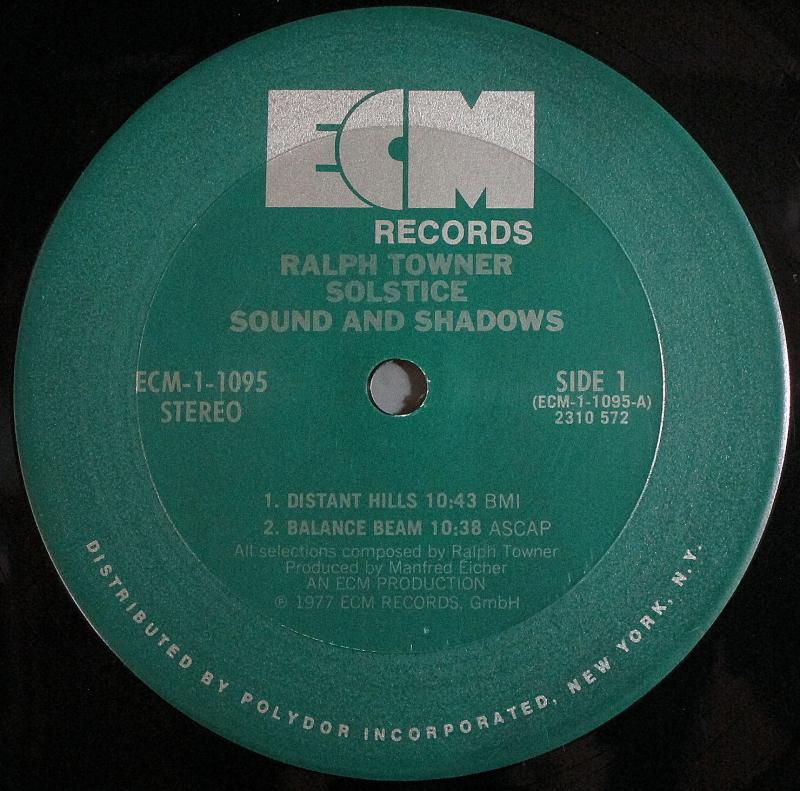 ECM
RECORDS
RALPH TOWNER
SOLSTICE
SOUND AND SHADOWS
ECM-1-1095
STEREO
SIDE 1
(ECM-1-1095-A)
2310 572
1. DISTANT HILLS 10:43 BMI
2. BALANCE BEAM 10:38 ASCAP
All selections composed by Ralph Towner
Produced by Manfred Eicher
AN ECM PRODUCTION
℗ 1977 ECM RECORDS, GmbH
DISTRIBUTED BY POLYDOR INCORPORATED, NEW YORK, N.Y.